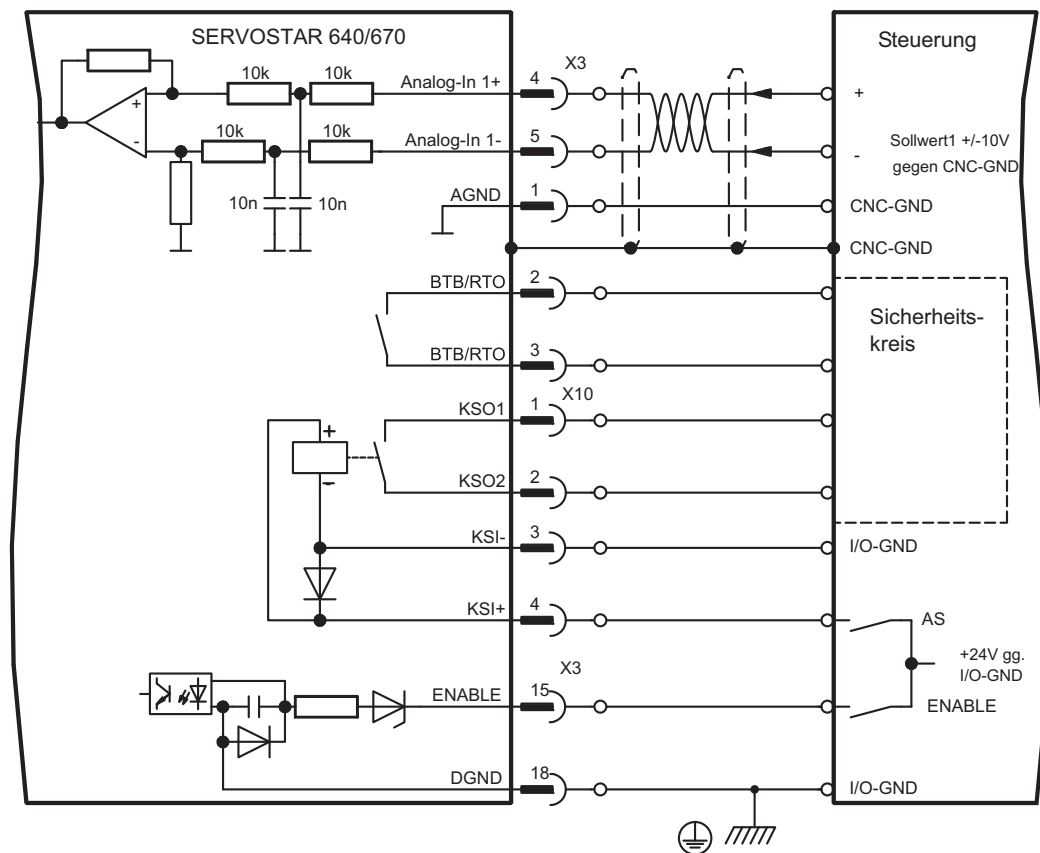 SERVOSTAR 640/670
Steuerung
X3
10k
10k
Analog-In 1+
4
+
+
10k
10k
Analog-In 1-
5
-
-
Sollwert1 +/-10V
gegen CNC-GND
10n
10n
AGND
1
CNC-GND
CNC-GND
BTB/RTO
2
Sicherheits-
kreis
BTB/RTO
3
X10
KSO1
1
+
-
KSO2
2
KSI-
3
I/O-GND
KSI+
4
AS
+24V gg.
I/O-GND
X3
ENABLE
15
ENABLE
DGND
18
I/O-GND